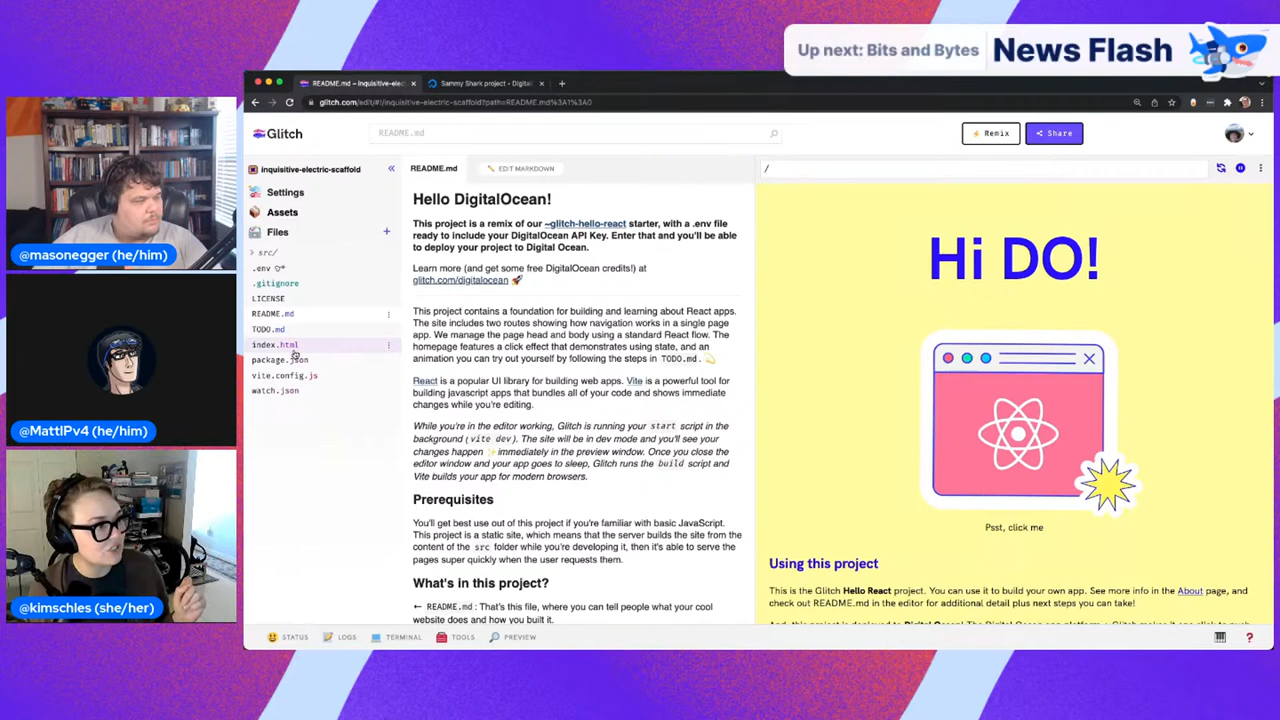 Up next: Bits and Bytes
News Flash
README.md – inquisitive-elect
Sammy Shark project - Digital
glitch.com/edit/#!/inquisitive-electric-scaffold?path=README.md%3A1%3A0
Glitch
README.md
Remix
Share
inquisitive-electric-scaffold
Settings
Assets
Files
src/
.env
.gitignore
LICENSE
README.md
TODO.md
index.html
package.json
vite.config.js
watch.json
README.md
EDIT MARKDOWN
Hello DigitalOcean!
This project is a remix of our ~glitch-hello-react starter, with a .env file
ready to include your DigitalOcean API Key. Enter that and you'll be able
to deploy your project to Digital Ocean.
Learn more (and get some free DigitalOcean credits!) at
glitch.com/digitalocean 🚀
This project contains a foundation for building and learning about React apps.
The site includes two routes showing how navigation works in a single page
app. We manage the page head and body using a standard React flow. The
homepage features a click effect that demonstrates using state, and an
animation you can try out yourself by following the steps in TODO.md. 💫
React is a popular UI library for building web apps. Vite is a powerful tool for
building javascript apps that bundles all of your code and shows immediate
changes while you're editing.
While you're in the editor working, Glitch is running your start script in the
background (vite dev). The site will be in dev mode and you'll see your
changes happen ✨immediately in the preview window. Once you close the
editor window and your app goes to sleep, Glitch runs the build script and
Vite builds your app for modern browsers.
Prerequisites
You'll get best use out of this project if you're familiar with basic JavaScript.
This project is a static site, which means that the server builds the site from the
content of the src folder while you're developing it, then it's able to serve the
pages super quickly when the user requests them.
What's in this project?
← README.md: That's this file, where you can tell people what your cool
website does and how you built it.
/
Hi DO!
Psst, click me
Using this project
This is the Glitch Hello React project. You can use it to build your own app. See more info in the About page, and
check out README.md in the editor for additional detail plus next steps you can take!
STATUS
LOGS
TERMINAL
TOOLS
PREVIEW
?
@masonegger (he/him)
@MattIPv4 (he/him)
@kimschles (she/her)